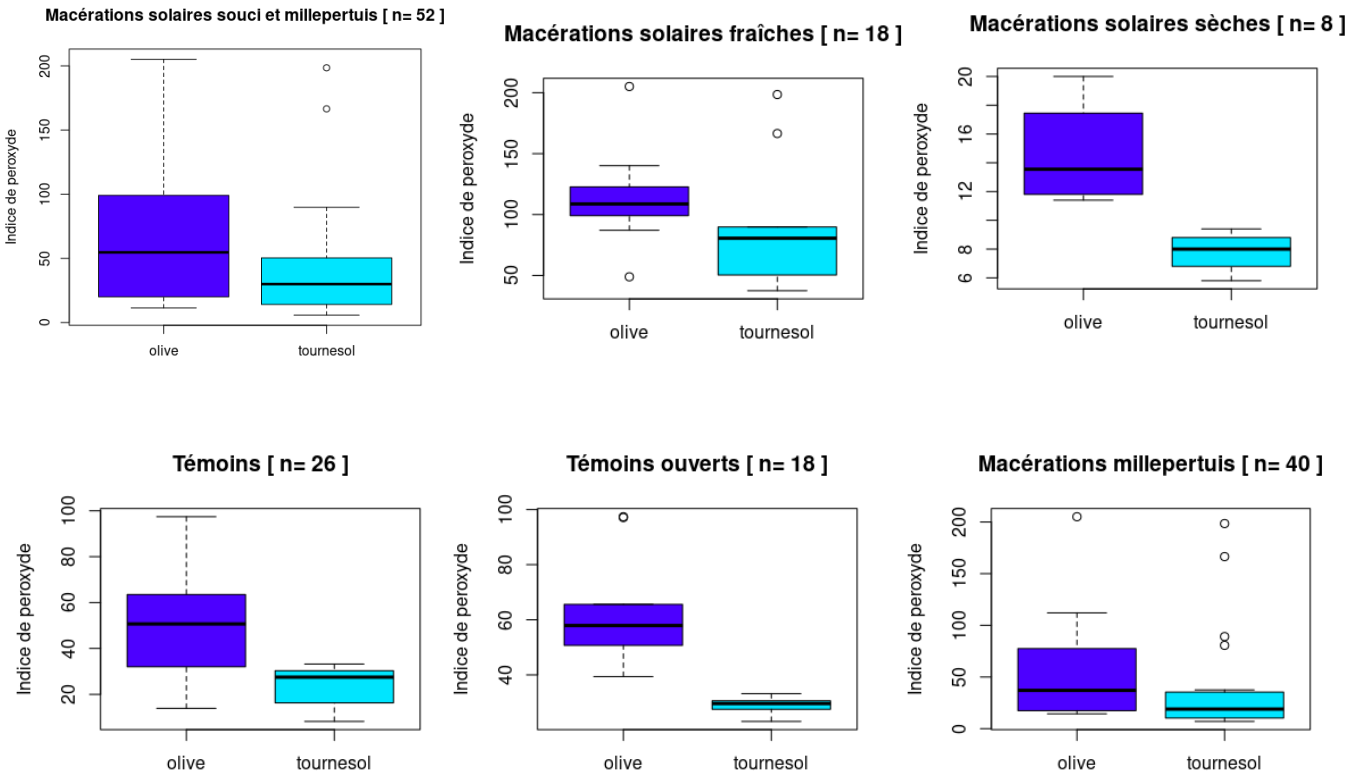 Macérations solaires souci et millepertuis [ n= 52 ]
Indice de peroxyde
200
150
100
50
0
olive
tournesol
Macérations solaires fraîches [ n= 18 ]
Indice de peroxyde
200
150
100
50
olive
tournesol
Macérations solaires sèches [ n= 8 ]
Indice de peroxyde
20
16
12
8
6
olive
tournesol
Témoins [ n= 26 ]
Indice de peroxyde
100
80
60
40
20
olive
tournesol
Témoins ouverts [ n= 18 ]
Indice de peroxyde
100
80
60
40
olive
tournesol
Macérations millepertuis [ n= 40 ]
Indice de peroxyde
200
150
100
50
0
olive
tournesol